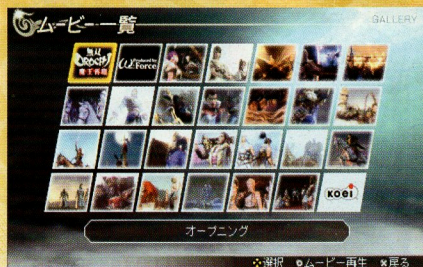 ムービー一覧
GALLERY
無双
OROCHI
魔王再臨
Produced by
ω-Force
KOEI
オープニング
選択 ムービー再生 戻る